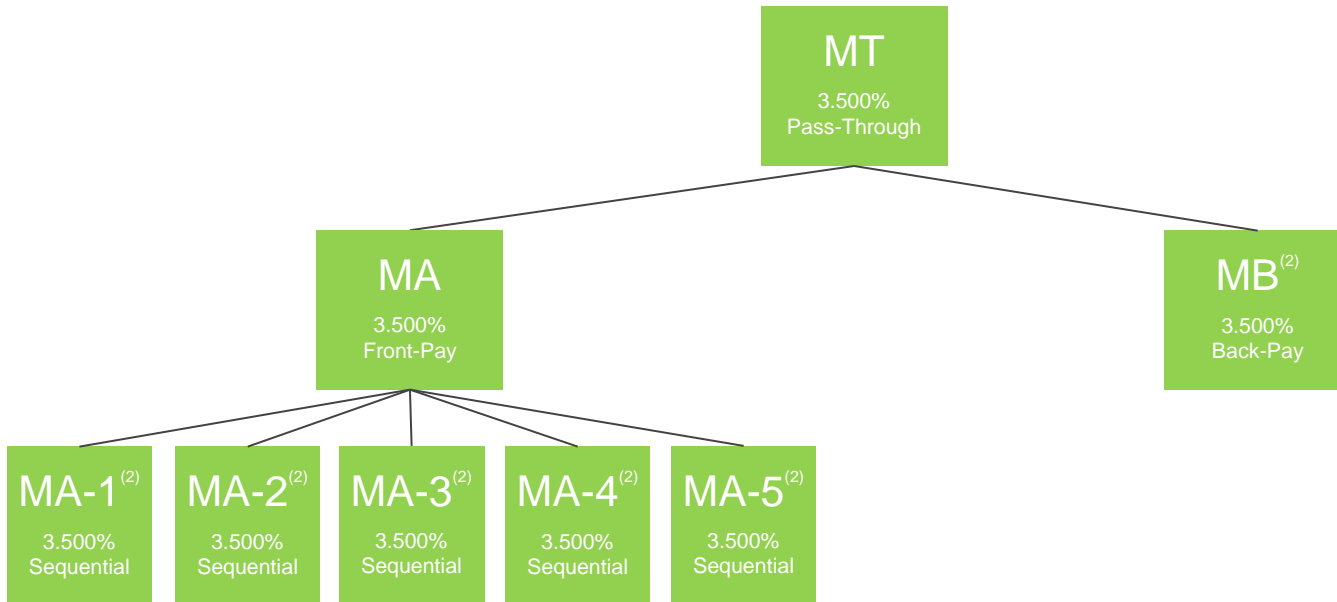 MT
3.500%
Pass-Through
MA
3.500%
Front-Pay
MB(2)
3.500%
Back-Pay
MA-1(2)
3.500%
Sequential
MA-2(2)
3.500%
Sequential
MA-3(2)
3.500%
Sequential
MA-4(2)
3.500%
Sequential
MA-5(2)
3.500%
Sequential